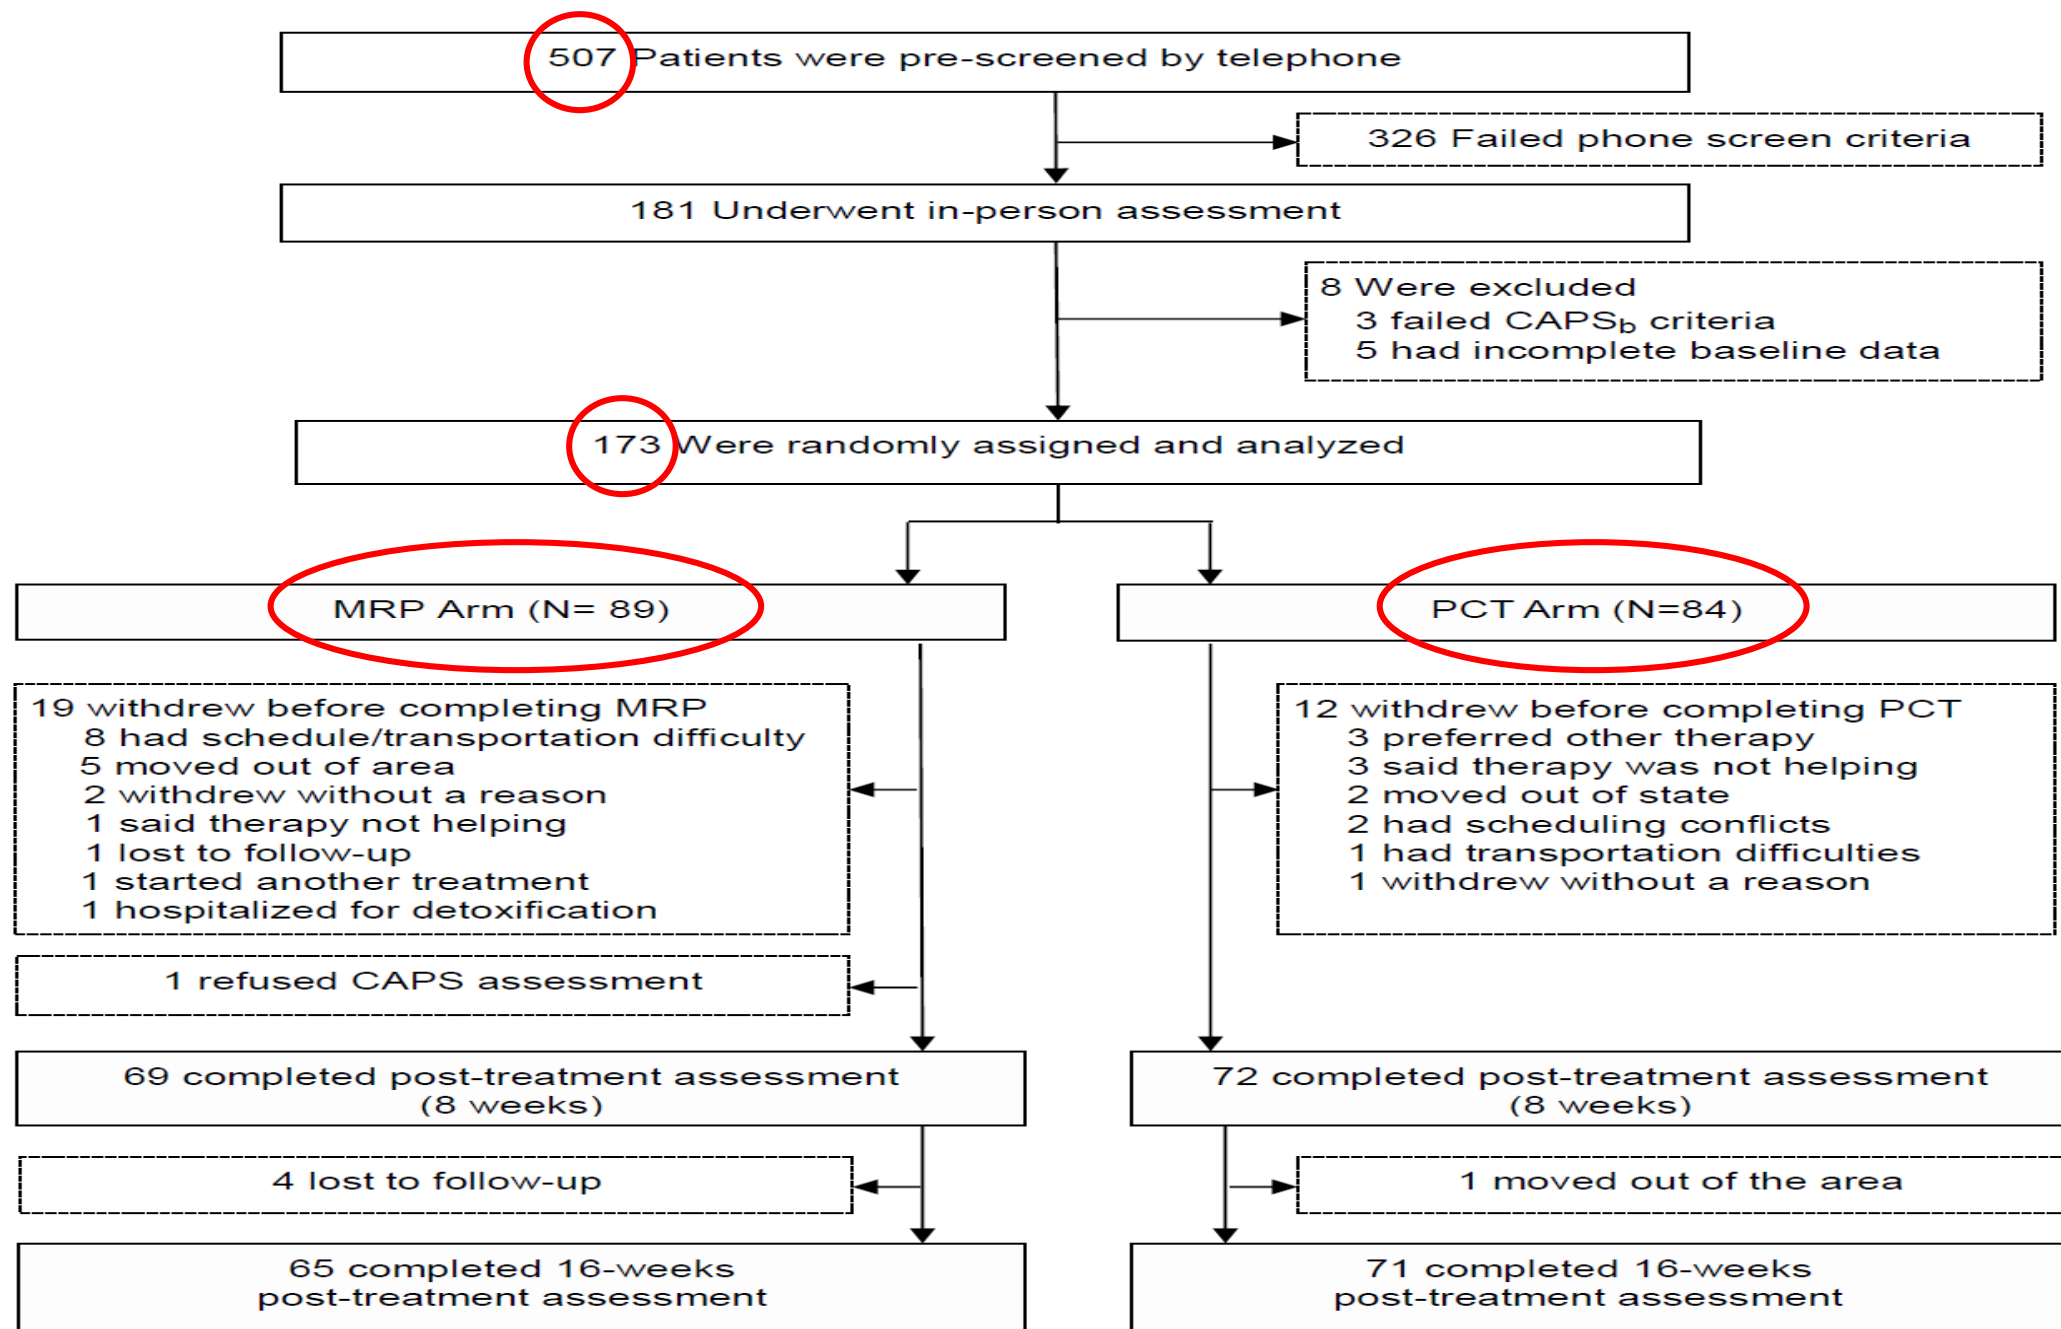 507 Patients were pre-screened by telephone
326 Failed phone screen criteria
181 Underwent in-person assessment
8 Were excluded
3 failed CAPSb criteria
5 had incomplete baseline data
173 Were randomly assigned and analyzed
MRP Arm (N= 89)
PCT Arm (N=84)
19 withdrew before completing MRP
8 had schedule/transportation difficulty
5 moved out of area
2 withdrew without a reason
1 said therapy not helping
1 lost to follow-up
1 started another treatment
1 hospitalized for detoxification
12 withdrew before completing PCT
3 preferred other therapy
3 said therapy was not helping
2 moved out of state
2 had scheduling conflicts
1 had transportation difficulties
1 withdrew without a reason
1 refused CAPS assessment
69 completed post-treatment assessment
(8 weeks)
72 completed post-treatment assessment
(8 weeks)
4 lost to follow-up
1 moved out of the area
65 completed 16-weeks
post-treatment assessment
71 completed 16-weeks
post-treatment assessment